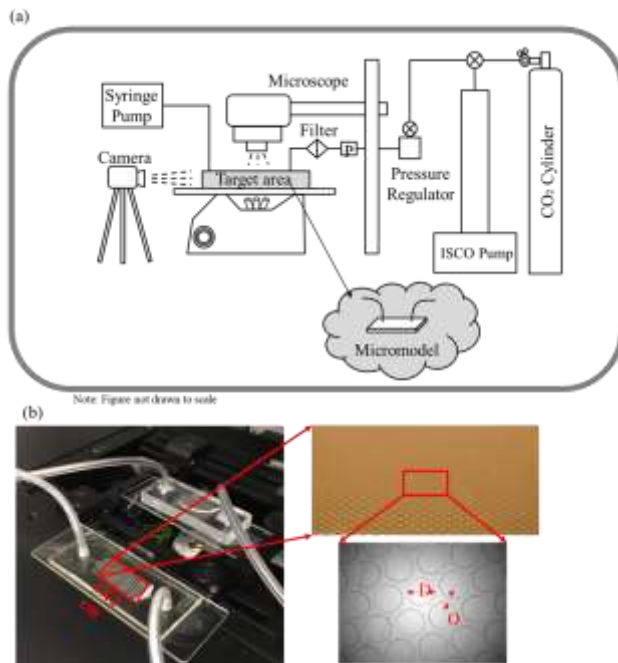 (a)
Microscope
Syringe
Pump
Filter
Camera
P
Target area
Pressure
Regulator
CO₂ Cylinder
ISCO Pump
Micromodel
Note: Figure not drawn to scale
(b)
D
O